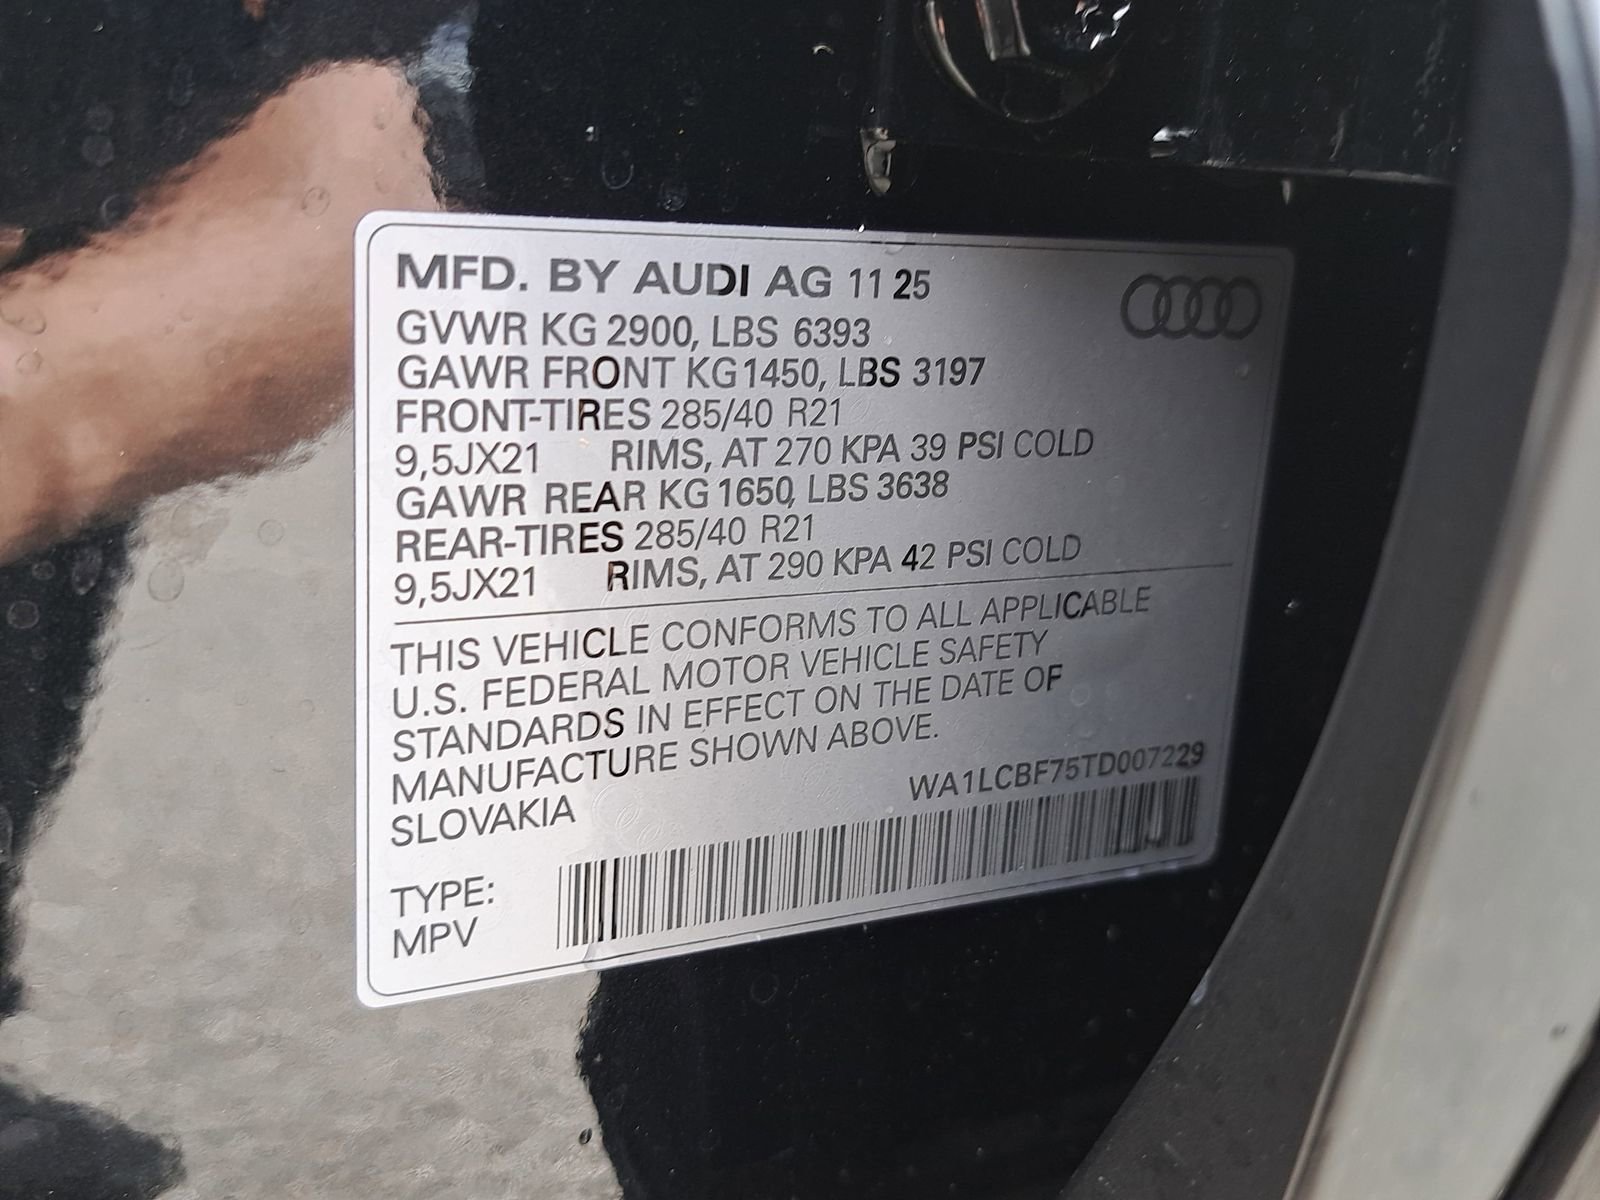 MFD. BY AUDI AG 11 25
GVWR KG 2900, LBS 6393
GAWR FRONT KG 1450, LBS 3197
FRONT-TIRES 285/40 R21
9,5JX21 RIMS, AT 270 KPA 39 PSI COLD
GAWR REAR KG 1650, LBS 3638
REAR-TIRES 285/40 R21
9,5JX21 RIMS, AT 290 KPA 42 PSI COLD
THIS VEHICLE CONFORMS TO ALL APPLICABLE
U.S. FEDERAL MOTOR VEHICLE SAFETY
STANDARDS IN EFFECT ON THE DATE OF
MANUFACTURE SHOWN ABOVE.
SLOVAKIA WA1LCBF75TD007229
TYPE:
MPV